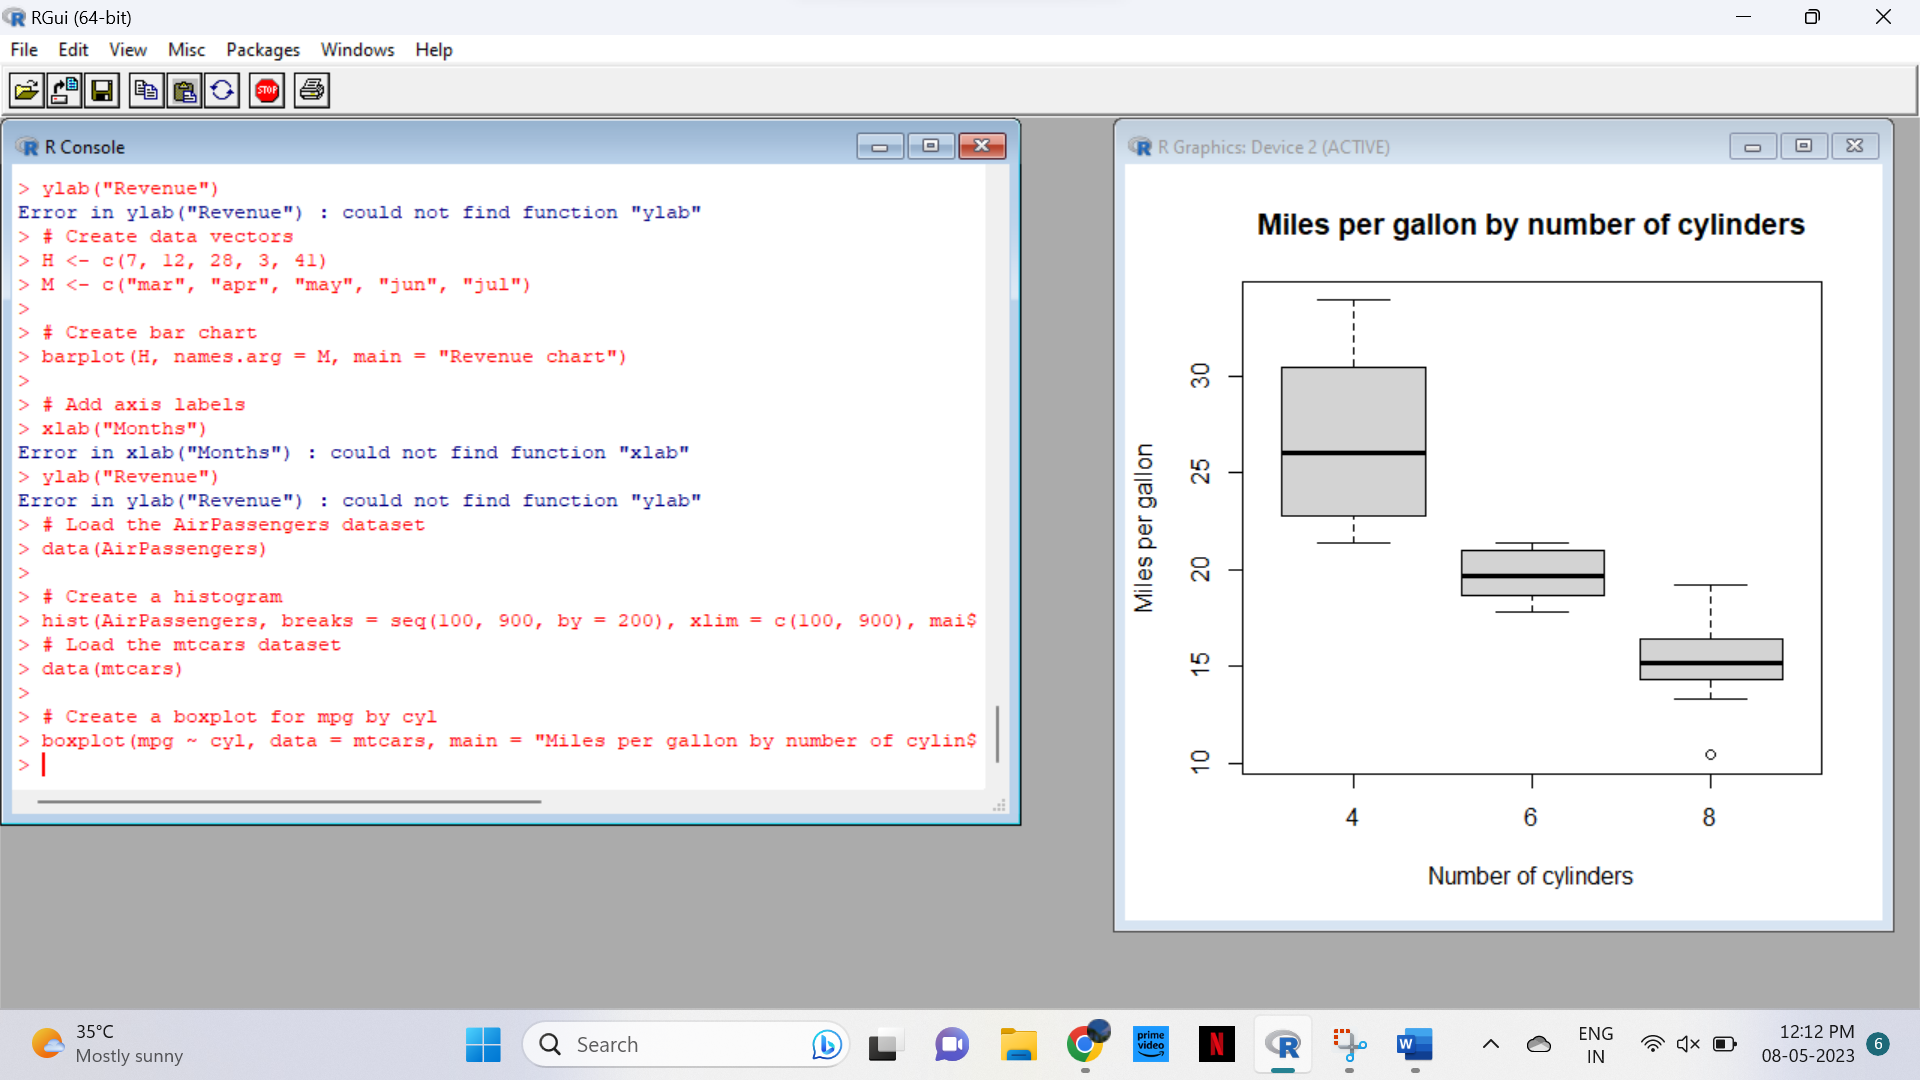 RGui (64-bit)
File Edit View Misc Packages Windows Help
STOP
R Console
> ylab("Revenue")
Error in ylab("Revenue") : could not find function "ylab"
> # Create data vectors
> H <- c(7, 12, 28, 3, 41)
> M <- c("mar", "apr", "may", "jun", "jul")
>
> # Create bar chart
> barplot(H, names.arg = M, main = "Revenue chart")
>
> # Add axis labels
> xlab("Months")
Error in xlab("Months") : could not find function "xlab"
> ylab("Revenue")
Error in ylab("Revenue") : could not find function "ylab"
> # Load the AirPassengers dataset
> data(AirPassengers)
>
> # Create a histogram
> hist(AirPassengers, breaks = seq(100, 900, by = 200), xlim = c(100, 900), mai$
> # Load the mtcars dataset
> data(mtcars)
>
> # Create a boxplot for mpg by cyl
> boxplot(mpg ~ cyl, data = mtcars, main = "Miles per gallon by number of cylin$
>
R Graphics: Device 2 (ACTIVE)
Miles per gallon by number of cylinders
Miles per gallon
30
25
20
15
10
4 6 8
Number of cylinders
35°C
Mostly sunny
Search
prime video
N
R
W
ENG
IN
12:12 PM
08-05-2023
6